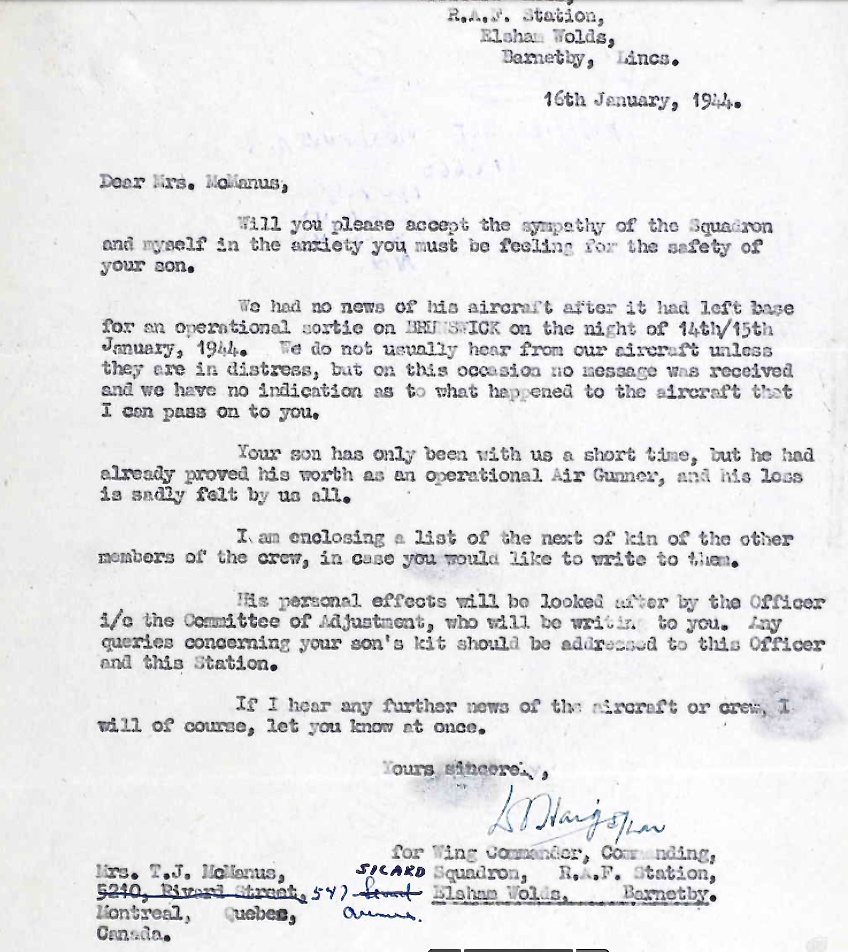 R.A.F. Station,
Elsham Wolds,
Barnetby, Lincs.
16th January, 1944.
Dear Mrs. McManus,
Will you please accept the sympathy of the Squadron
and myself in the anxiety you must be feeling for the safety of
your son.
We had no news of his aircraft after it had left base
for an operational sortie on BRUNSWICK on the night of 14th/15th
January, 1944. We do not usually hear from our aircraft unless
they are in distress, but on this occasion no message was received
and we have no indication as to what happened to the aircraft that
I can pass on to you.
Your son has only been with us a short time, but he had
already proved his worth as an operational Air Gunner, and his loss
is sadly felt by us all.
I am enclosing a list of the next of kin of the other
members of the crew, in case you would like to write to them.
His personal effects will be looked after by the Officer
i/c the Committee of Adjustment, who will be writing to you. Any
queries concerning your son's kit should be addressed to this Officer
and this Station.
If I hear any further news of the aircraft or crew, I
will of course, let you know at once.
Yours sincerely,
for Wing Commander, Commanding,
Squadron, R.A.F. Station,
Elsham Wolds, Barnetby.
Mrs. T.J. McManus,
5210, Rivard Street, 547 SICARD
Montreal, Quebec, avenue.
Canada.